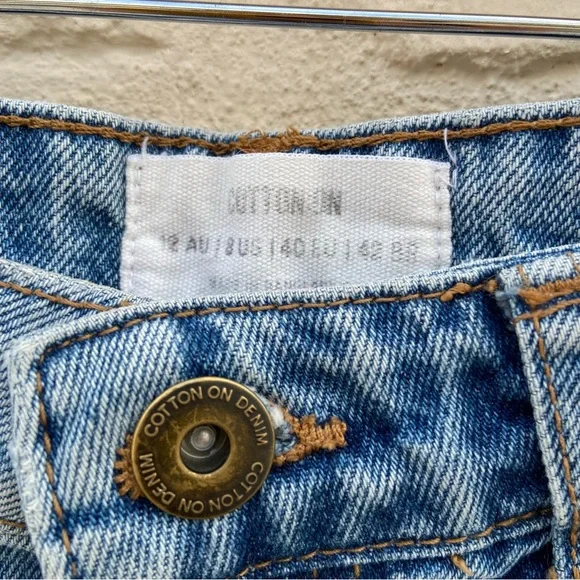 COTTON ON
12 AU | 8 US | 40 EU | 42 BR
COTTON ON DENIM COTTON ON DENIM